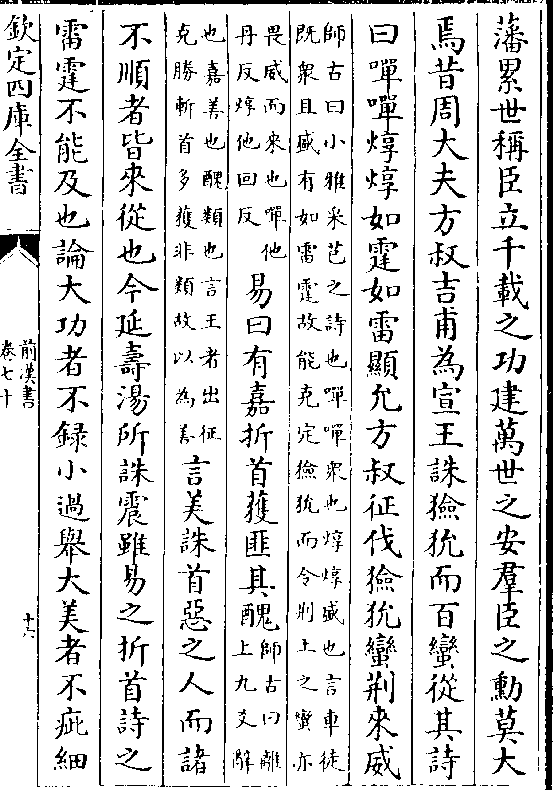 藩累世稱臣立千載之功建萬世之安羣臣之勳莫大
焉昔周大夫方叔吉甫為宣王誅獫狁而百蠻從其詩
曰嘽嘽焞焞如霆如雷顯允方叔征伐獫狁蠻荆來威
師古曰小雅采芑之詩也嘽嘽衆也焞焞盛也言車徒
既衆且盛有如雷霆故能克定獫狁而令荆土之蠻亦
畏威而來也嘽他
丹反焞他回反
易曰有嘉折首獲匪其醜
師古曰離
上九爻辭
也嘉善也醜類也言王者出征
克勝斬首多獲非類故以為善
言美誅首惡之人而諸
不順者皆來從也今延壽湯所誅震雖易之折首詩之
雷霆不能及也論大功者不録小過舉大美者不疵細
欽定四庫全書
前漢書
卷七十
十六